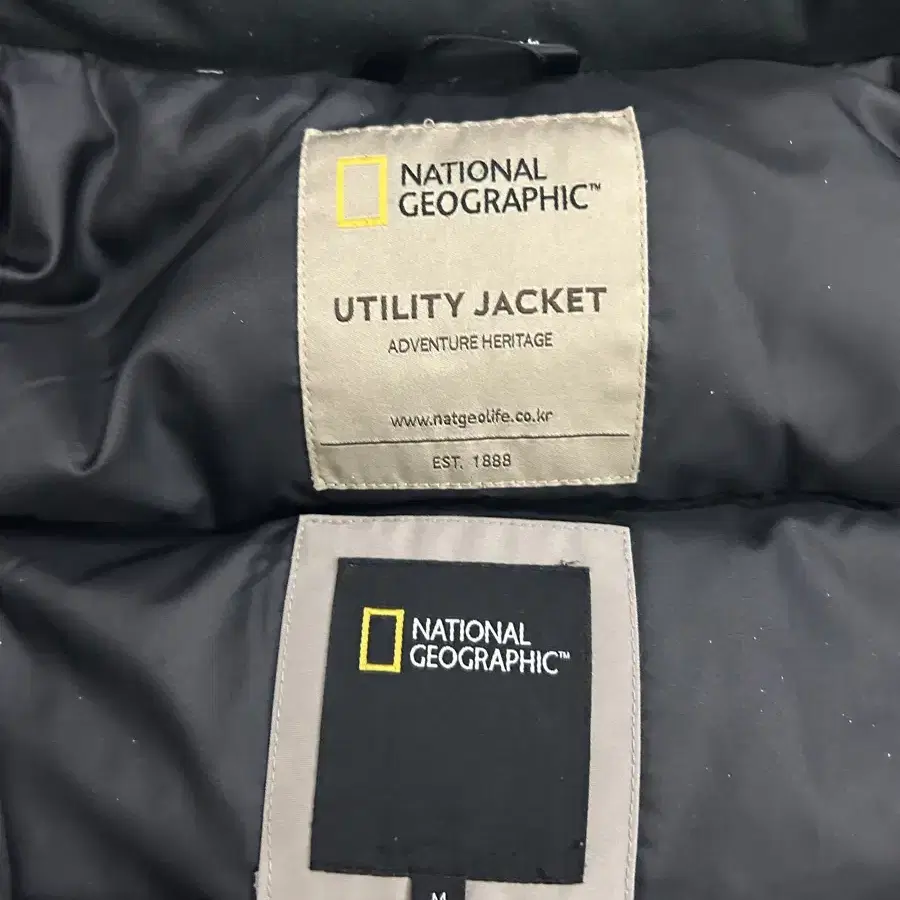 NATIONAL
GEOGRAPHIC™
UTILITY JACKET
ADVENTURE HERITAGE
www.natgeolife.co.kr
EST. 1888
NATIONAL
GEOGRAPHIC™
M